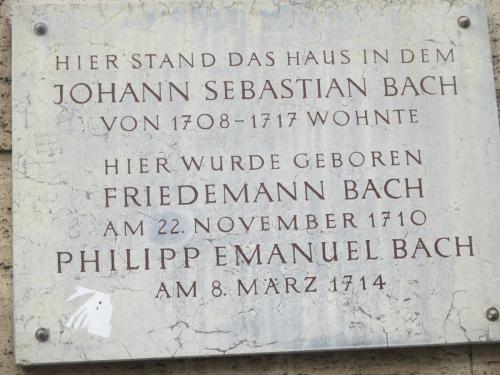 HIER STAND DAS HAUS IN DEM
JOHANN SEBASTIAN BACH
VON 1708-1717 WOHNTE
HIER WURDE GEBOREN
FRIEDEMANN BACH
AM 22. NOVEMBER 1710
PHILIPP EMANUEL BACH
AM 8. MÄRZ 1714